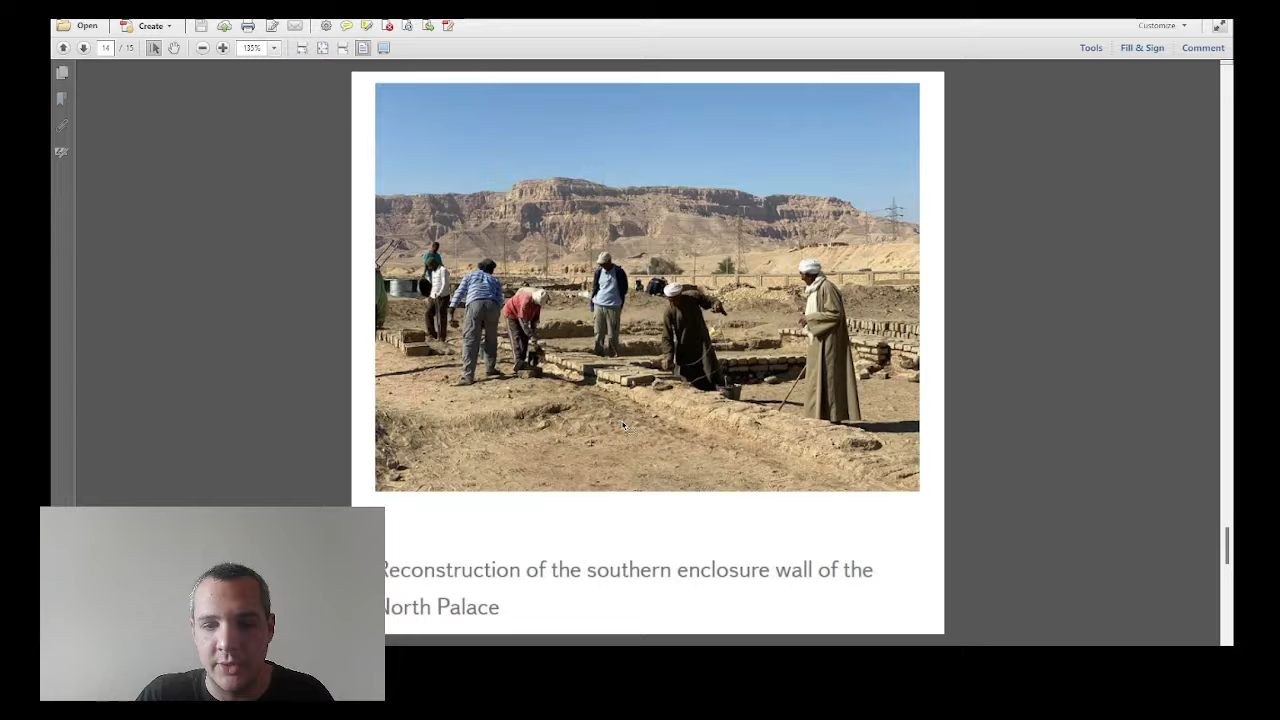 Open
Create
Customize
14 / 15
135%
Tools
Fill & Sign
Comment
Reconstruction of the southern enclosure wall of the
North Palace